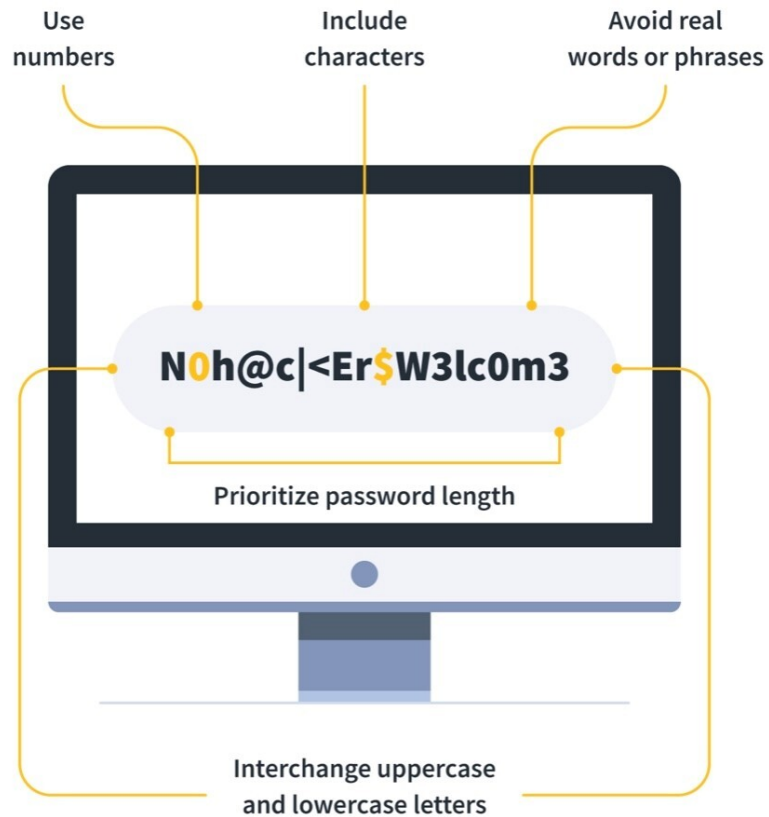 Use
numbers
Include
characters
Avoid real
words or phrases
N0h@c|<Er$W3lc0m3
Prioritize password length
Interchange uppercase
and lowercase letters